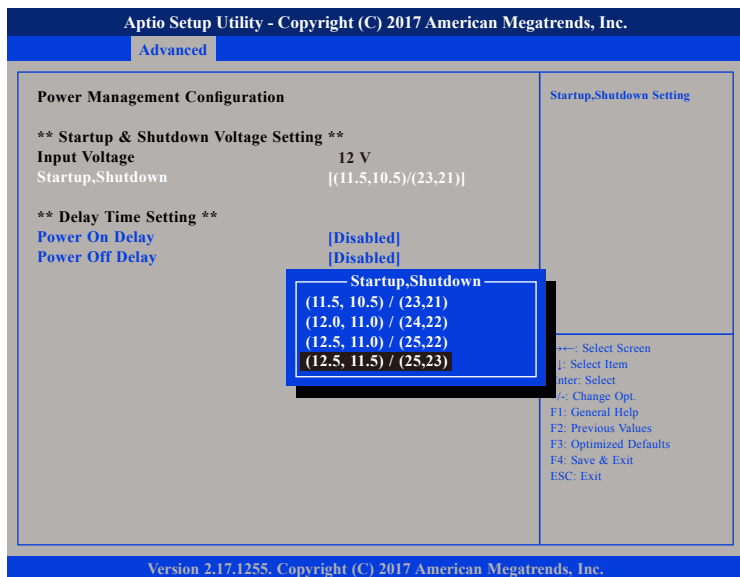 Aptio Setup Utility - Copyright (C) 2017 American Megatrends, Inc.
Advanced
Power Management Configuration
** Startup & Shutdown Voltage Setting **
Input Voltage 12 V
Startup,Shutdown [(11.5,10.5)/(23,21)]
** Delay Time Setting **
Power On Delay [Disabled]
Power Off Delay [Disabled]
Startup,Shutdown
(11.5, 10.5) / (23,21)
(12.0, 11.0) / (24,22)
(12.5, 11.0) / (25,22)
(12.5, 11.5) / (25,23)
Startup,Shutdown Setting
→←: Select Screen
↓: Select Item
nter: Select
/-: Change Opt.
F1: General Help
F2: Previous Values
F3: Optimized Defaults
F4: Save & Exit
ESC: Exit
Version 2.17.1255. Copyright (C) 2017 American Megatrends, Inc.